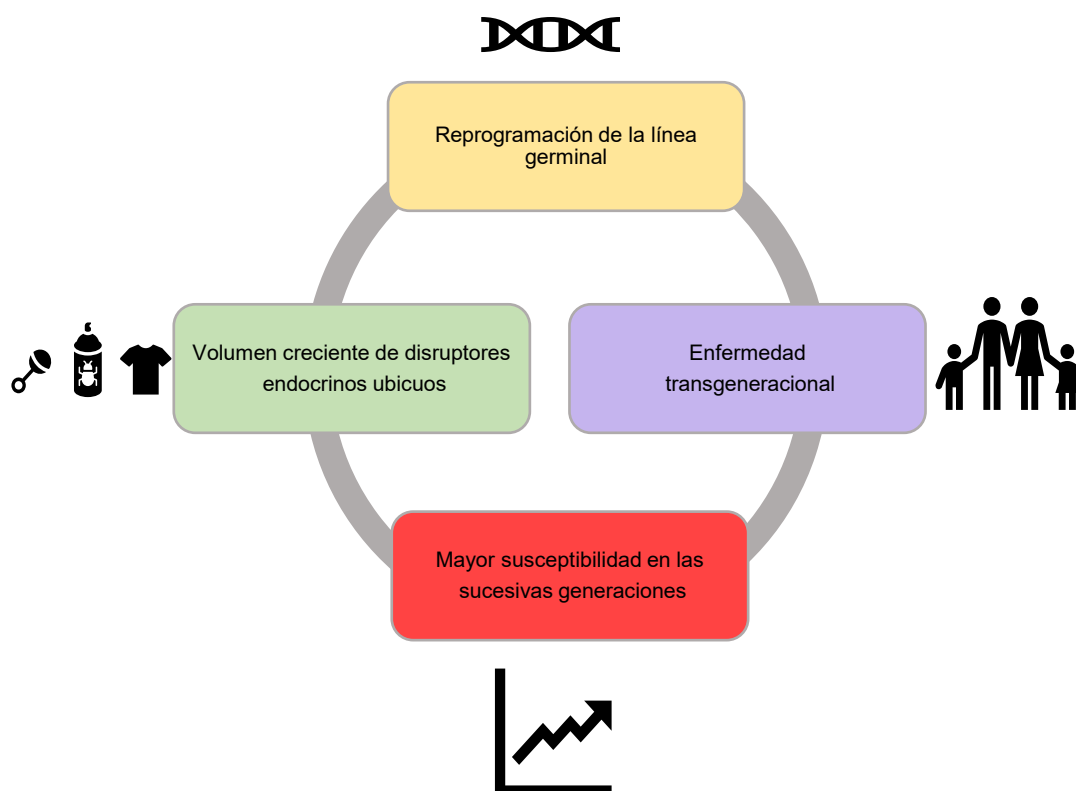 Reprogramación de la línea
germinal
Volumen creciente de disruptores
endocrinos ubicuos
Enfermedad
transgeneracional
Mayor susceptibilidad en las
sucesivas generaciones